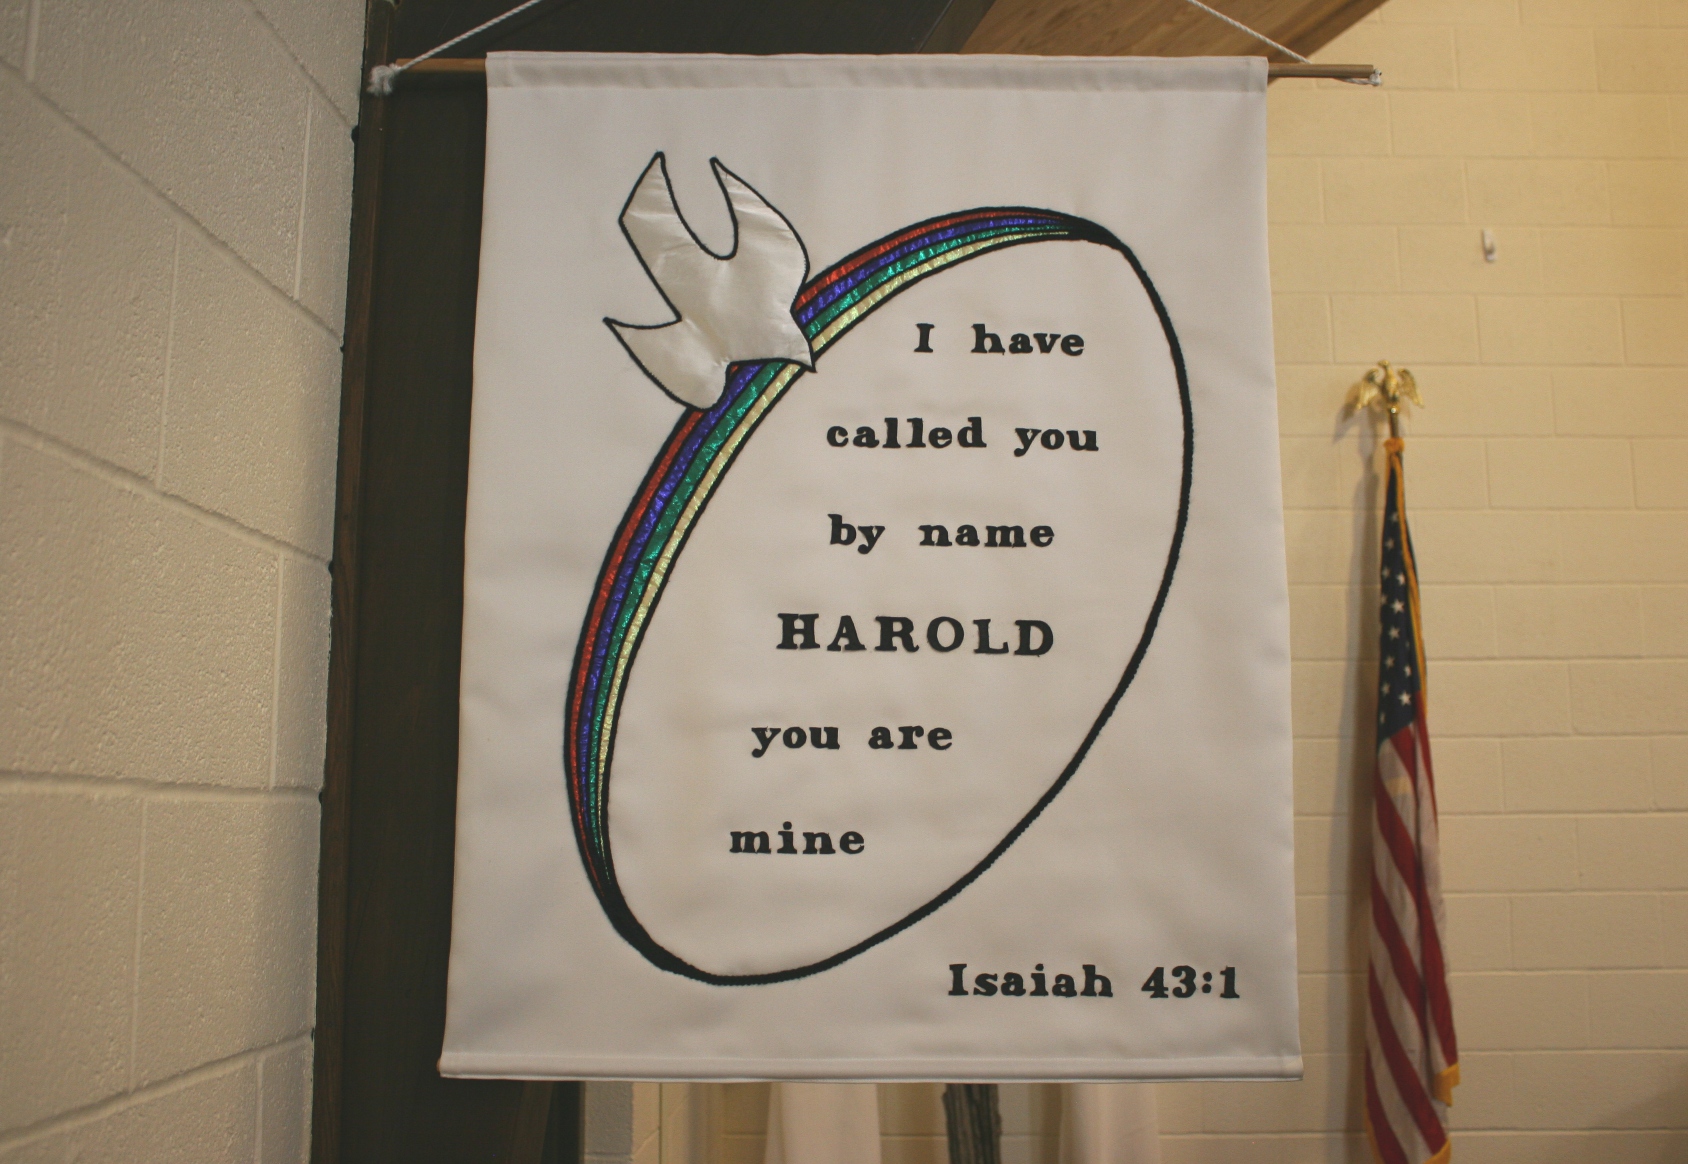 I have
called you
by name
HAROLD
you are
mine
Isaiah 43:1